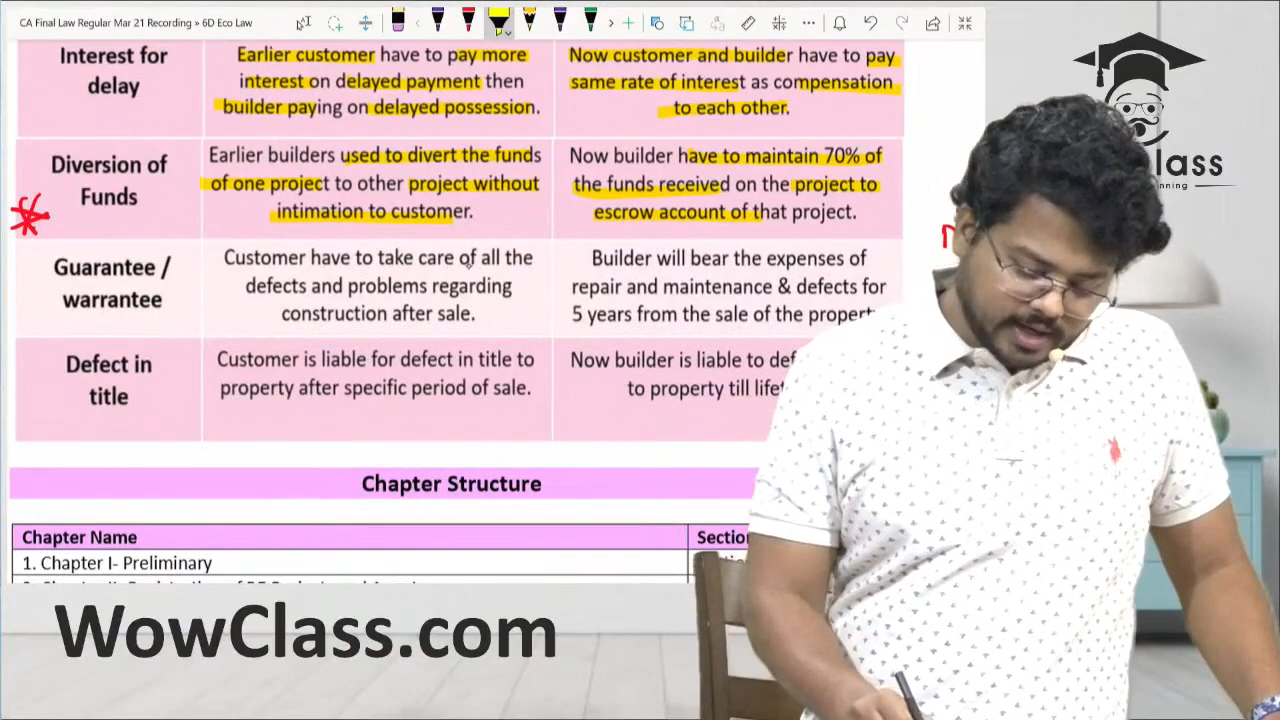 CA Final Law Regular Mar 21 Recording » 6D Eco Law
Interest for
delay
Earlier customer have to pay more
interest on delayed payment then
builder paying on delayed possession.
Now customer and builder have to pay
same rate of interest as compensation
to each other.
Diversion of
Funds
Earlier builders used to divert the funds
of one project to other project without
intimation to customer.
Now builder have to maintain 70% of
the funds received on the project to
escrow account of that project.
Guarantee /
warrantee
Customer have to take care of all the
defects and problems regarding
construction after sale.
Builder will bear the expenses of
repair and maintenance & defects for
5 years from the sale of the
Defect in
title
Customer is liable for defect in title to
property after specific period of sale.
Now builder is liable to
to property till
Chapter Structure
Chapter Name
1. Chapter I- Preliminary
WowClass.com